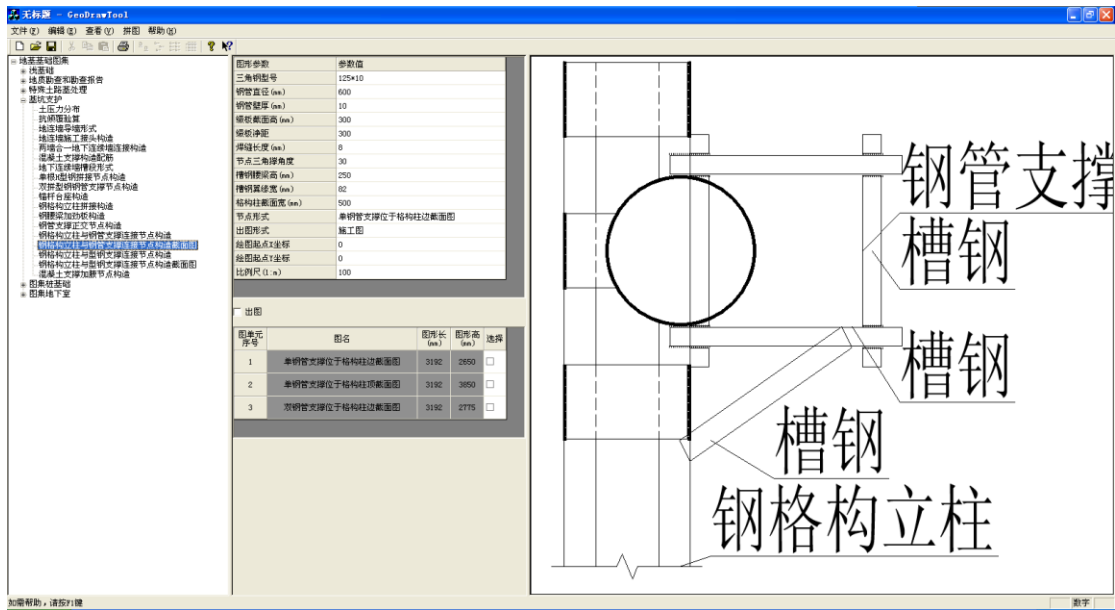 无标题 - GeoDrawTool
文件(F) 编辑(E) 查看(V) 拼图 帮助(H)
地基基础图集
浅基础
地质勘查和勘查报告
特殊土路基处理
基坑支护
土压力分布
抗倾覆验算
地连墙导墙形式
地连墙施工接头构造
两墙合一地下连续墙连接构造
混凝土支撑构造配筋
地下连续墙槽段形式
单根H型钢拼接节点构造
双拼型钢钢管支撑节点构造
锚杆台座构造
钢格构立柱拼接构造
钢腰梁加劲板构造
钢管支撑正交节点构造
钢格构立柱与钢管支撑连接节点构造
钢格构立柱与钢管支撑连接节点构造截面图
钢格构立柱与型钢支撑连接节点构造
钢格构立柱与型钢支撑连接节点构造截面图
混凝土支撑加腋节点构造
图集桩基础
图集地下室
图形参数 参数值
三角钢型号 125*10
钢管直径(mm) 600
钢管壁厚(mm) 10
缀板截面高(mm) 300
缀板净距 300
焊缝长度(mm) 8
节点三角撑角度 30
槽钢腰梁高(mm) 250
槽钢翼缘宽(mm) 82
格构柱截面宽(mm) 500
节点形式 单钢管支撑位于格构柱边截面图
出图形式 施工图
绘图起点X坐标 0
绘图起点Y坐标 0
比例尺(1:n) 100
出图
图单元序号 图名 图形长(mm) 图形高(mm) 选择
1 单钢管支撑位于格构柱边截面图 3192 2650
2 单钢管支撑位于格构柱顶截面图 3192 3850
3 双钢管支撑位于格构柱边截面图 3192 2775
钢管支撑
槽钢
槽钢
槽钢
钢格构立柱
如需帮助，请按F1键
数字